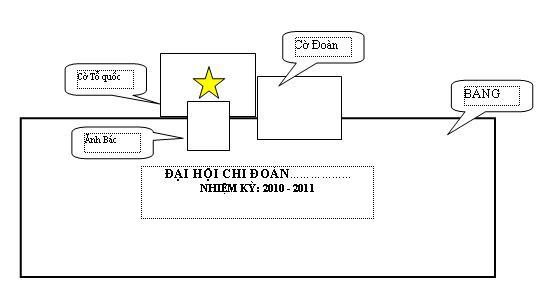 Cờ Đoàn
Cờ Tổ quốc
BẢNG
Ảnh Bác
ĐẠI HỘI CHI ĐOÀN………………
NHIỆM KỲ: 2010 - 2011